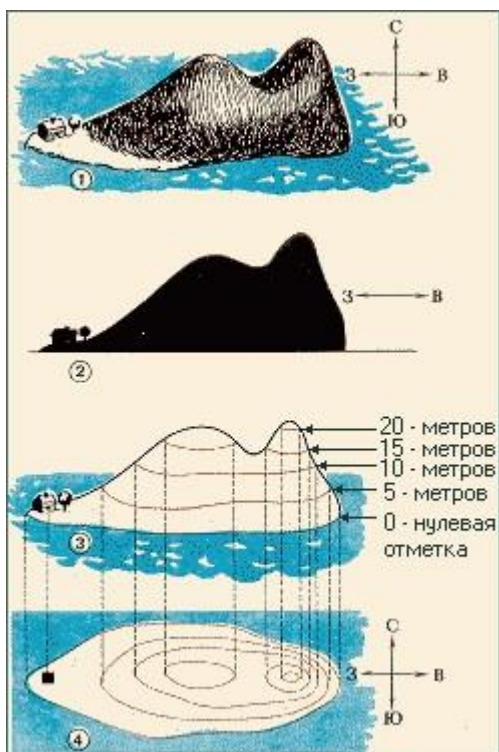 С
З
В
Ю
1
З
В
2
20 - метров
15 - метров
10 - метров
5 - метров
0 - нулевая
отметка
3
С
З
В
Ю
4